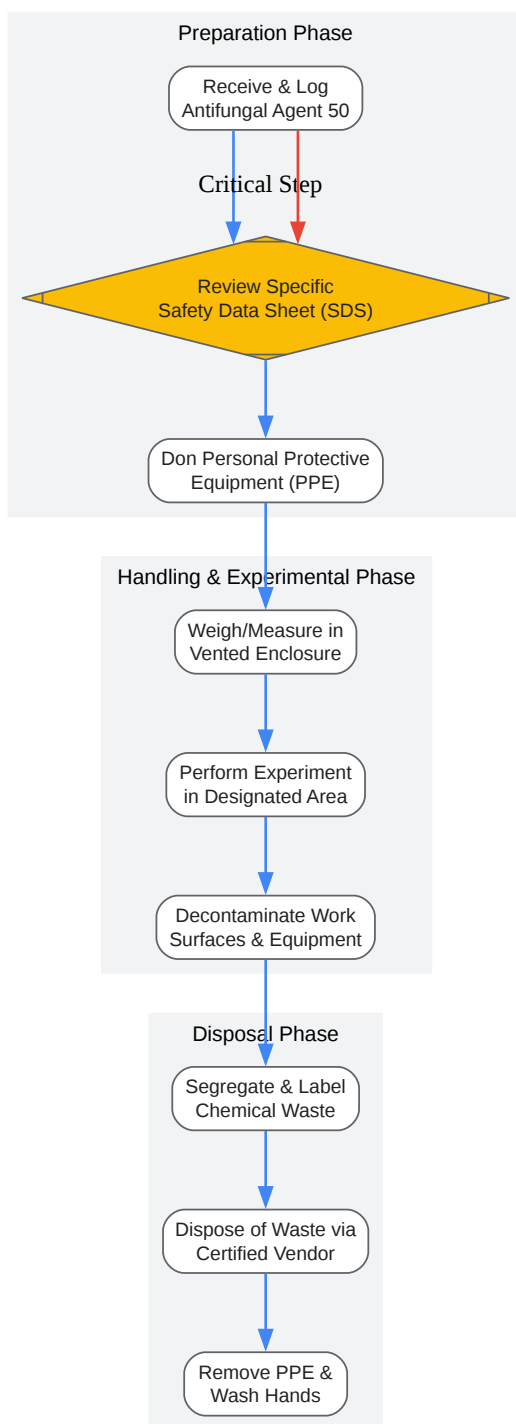 Preparation Phase
Receive & Log
Antifungal Agent 50
Critical Step
Review Specific
Safety Data Sheet (SDS)
Don Personal Protective
Equipment (PPE)
Handling & Experimental Phase
Weigh/Measure in
Vented Enclosure
Perform Experiment
in Designated Area
Decontaminate Work
Surfaces & Equipment
Disposal Phase
Segregate & Label
Chemical Waste
Dispose of Waste via
Certified Vendor
Remove PPE &
Wash Hands